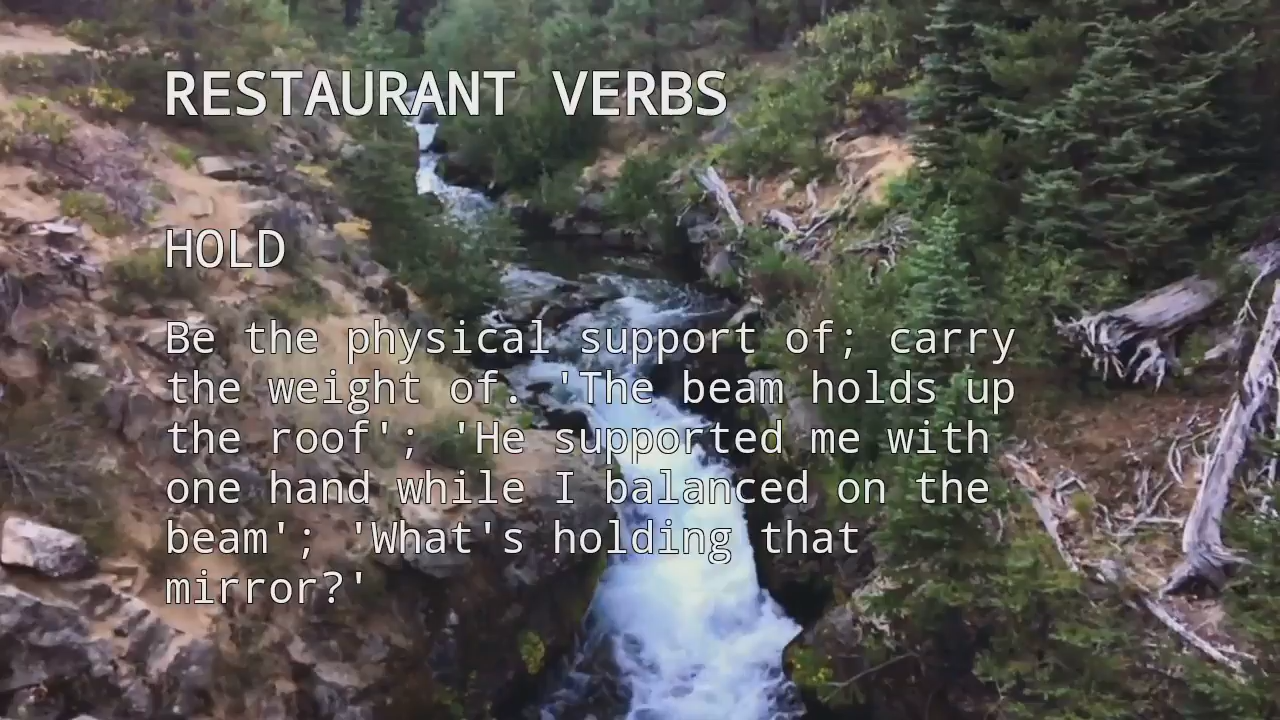 RESTAURANT VERBS
HOLD
Be the physical support of; carry
the weight of. 'The beam holds up
the roof'; 'He supported me with
one hand while I balanced on the
beam'; 'What's holding that
mirror?'